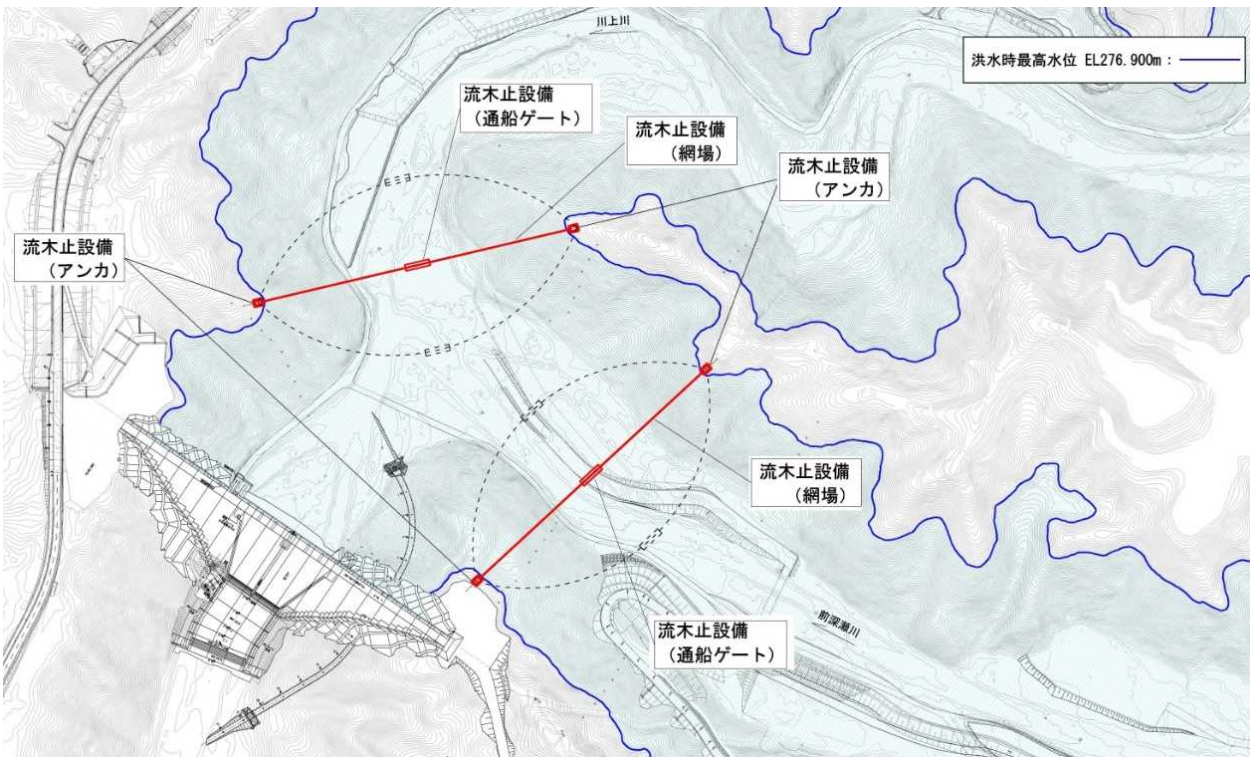 川上川
洪水時最高水位 EL276.900m：
流木止設備
（通船ゲート）
流木止設備
（網場）
流木止設備
（アンカ）
流木止設備
（アンカ）
流木止設備
（網場）
前深瀬川
流木止設備
（通船ゲート）